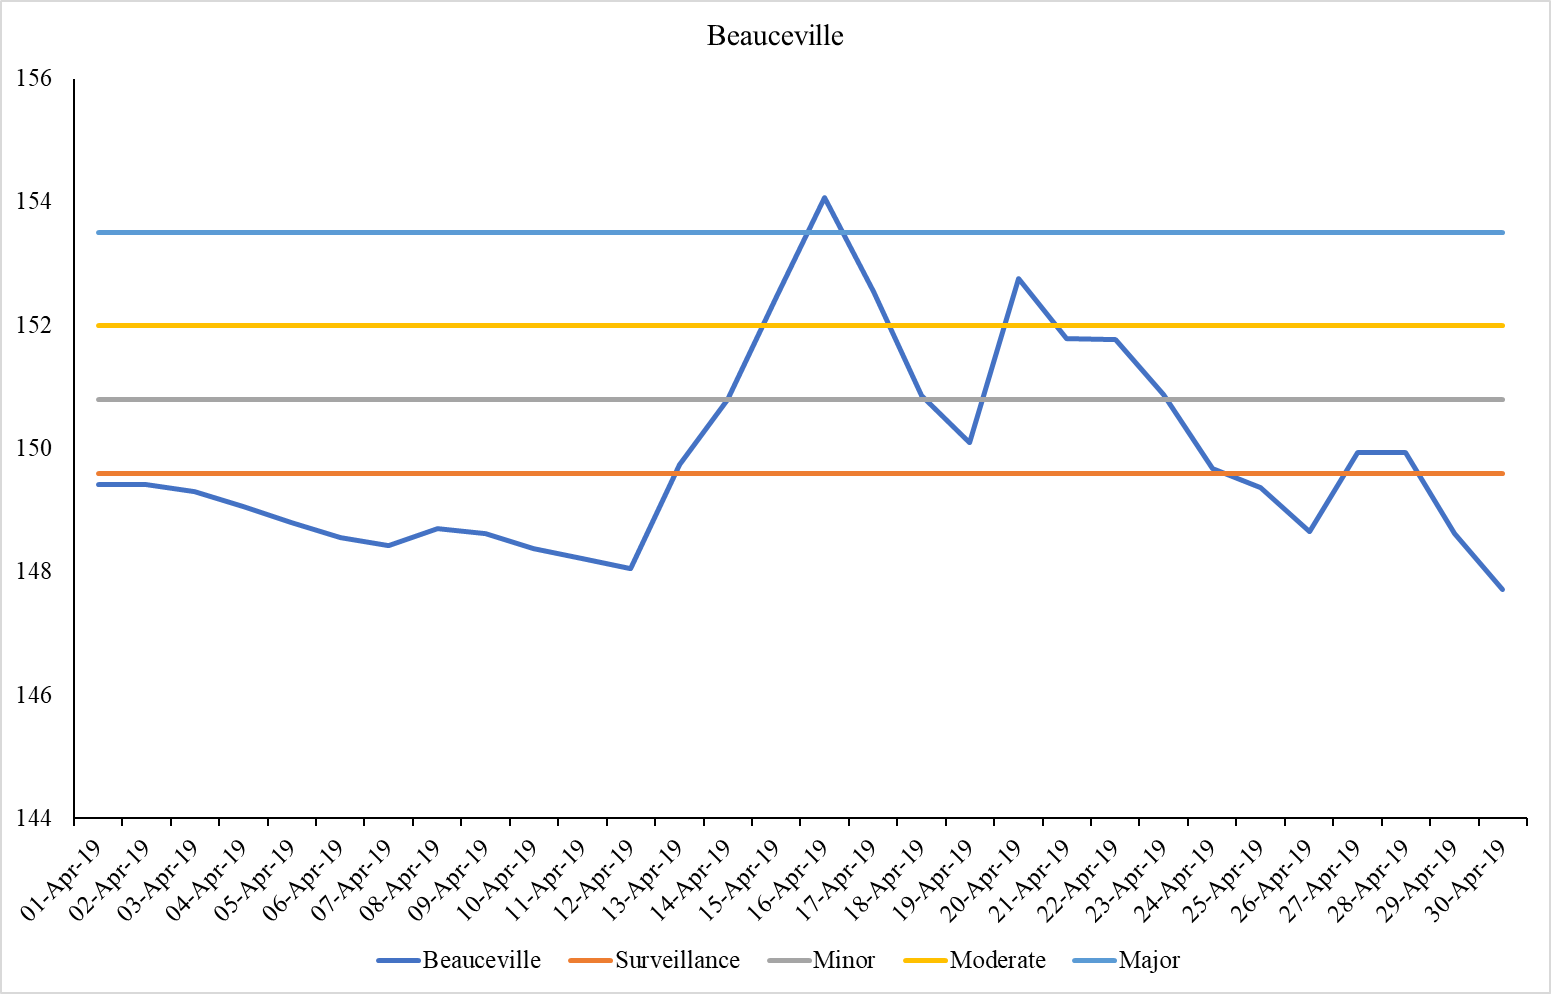 Beauceville
156
154
152
150
148
146
144
01-Apr-19
02-Apr-19
03-Apr-19
04-Apr-19
05-Apr-19
06-Apr-19
07-Apr-19
08-Apr-19
09-Apr-19
10-Apr-19
11-Apr-19
12-Apr-19
13-Apr-19
14-Apr-19
15-Apr-19
16-Apr-19
17-Apr-19
18-Apr-19
19-Apr-19
20-Apr-19
21-Apr-19
22-Apr-19
23-Apr-19
24-Apr-19
25-Apr-19
26-Apr-19
27-Apr-19
28-Apr-19
29-Apr-19
30-Apr-19
Beauceville Surveillance Minor Moderate Major